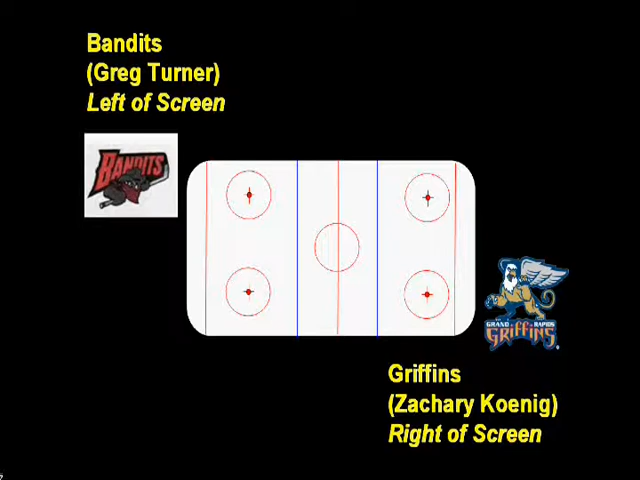 Bandits
(Greg Turner)
Left of Screen
BANDITS
GRAND RAPIDS
GRIFFINS
Griffins
(Zachary Koenig)
Right of Screen